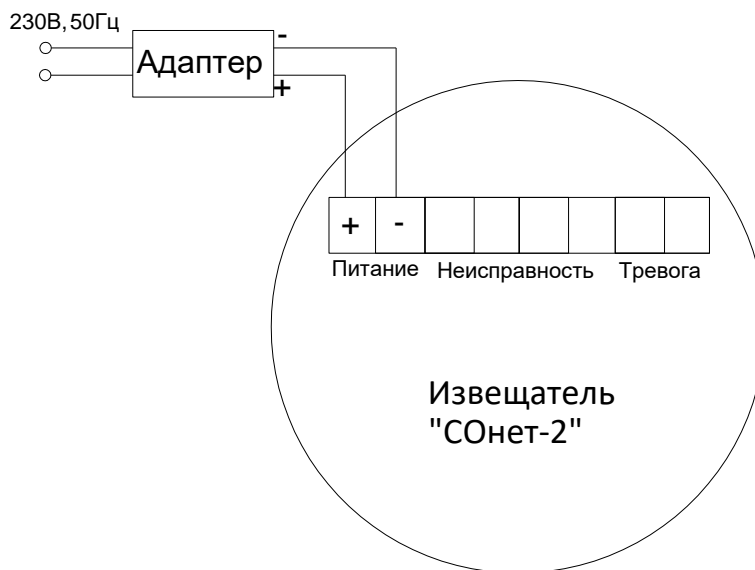 230В, 50Гц
-
Адаптер
+
+ -
Питание Неисправность Тревога
Извещатель
"СОнет-2"